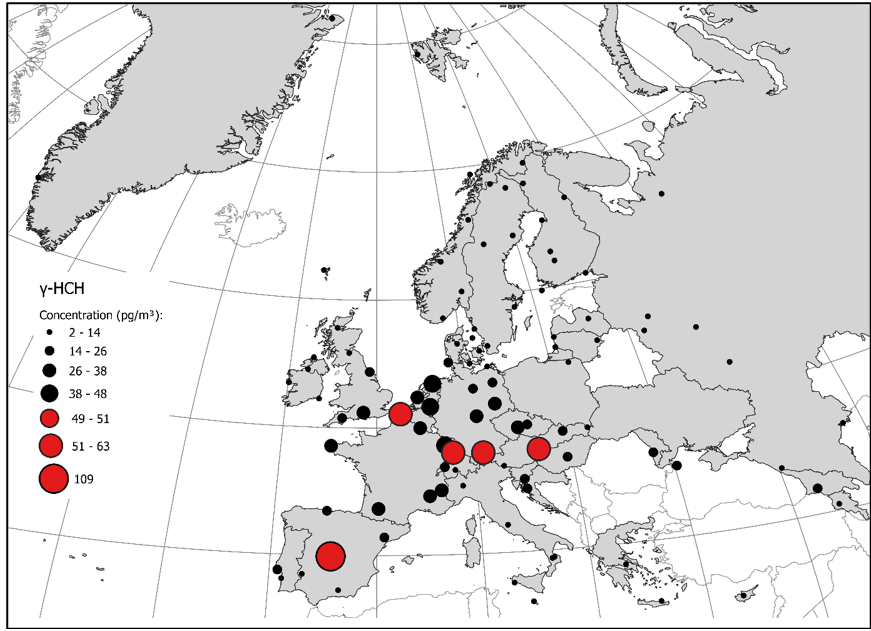 γ-HCH
Concentration (pg/m³):
2 - 14
14 - 26
26 - 38
38 - 48
49 - 51
51 - 63
109